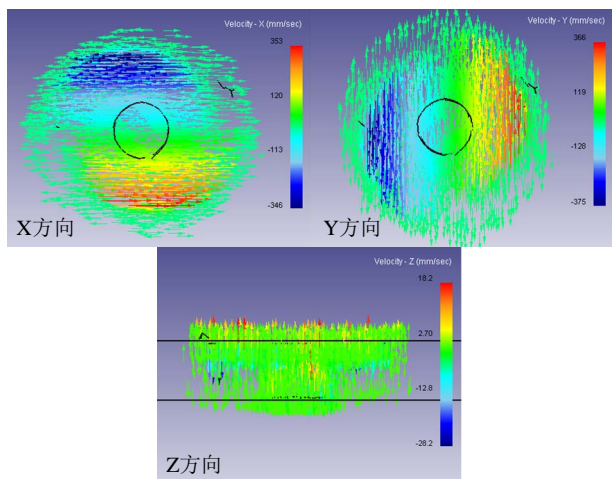 Velocity - X (mm/sec)
353
120
-113
-346
X方向
Velocity - Y (mm/sec)
366
119
-128
-375
Y方向
Velocity - Z (mm/sec)
18.2
2.70
-12.8
-28.2
Z方向